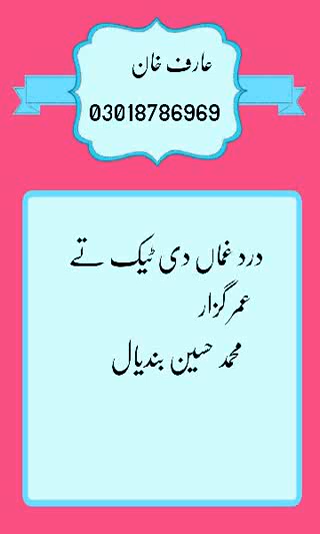 عارف خان
03018786969
درد غماں دی ٹیک تے
عمر گزار
محمد حسین بندیال